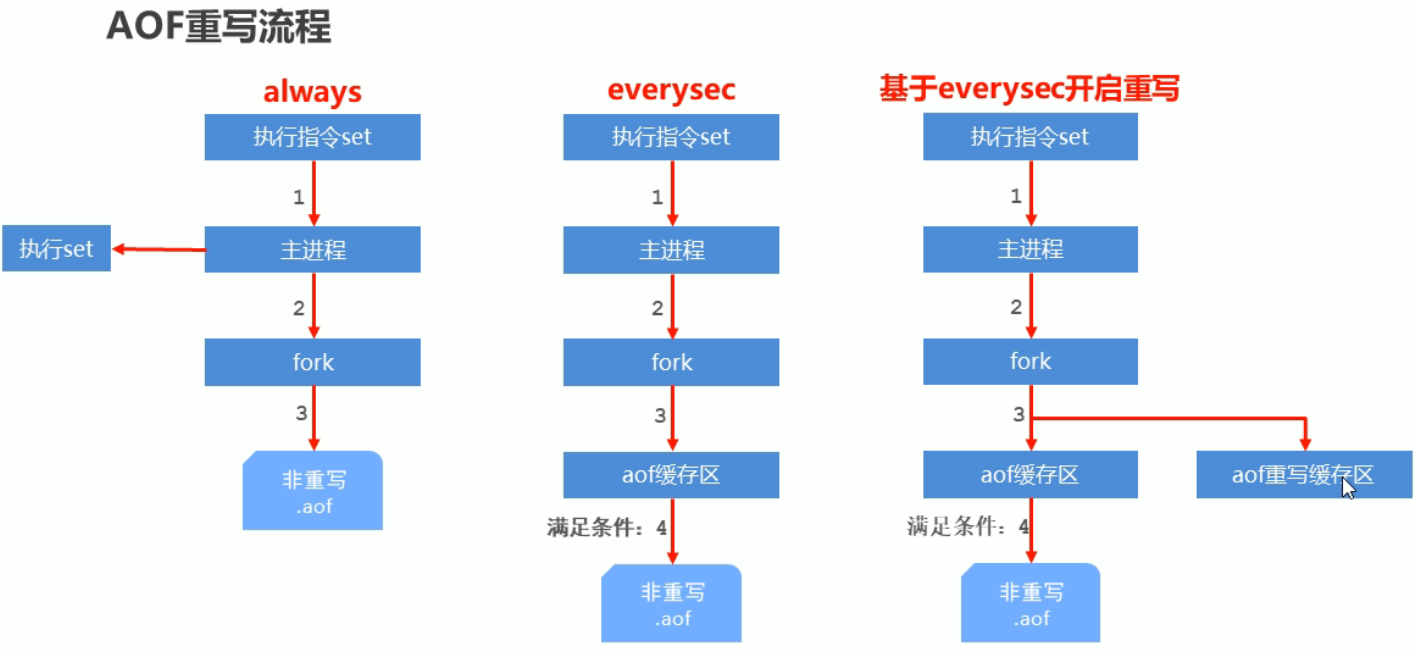 AOF重写流程
always
执行指令set
1
执行set
主进程
2
fork
3
非重写
.aof
everysec
执行指令set
1
主进程
2
fork
3
aof缓存区
满足条件：4
非重写
.aof
基于everysec开启重写
执行指令set
1
主进程
2
fork
3
aof缓存区
aof重写缓存区
满足条件：4
非重写
.aof